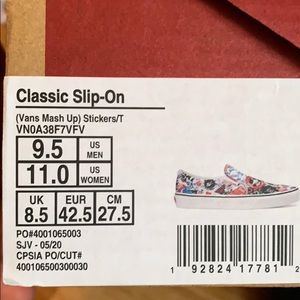 Classic Slip-On
(Vans Mash Up) Stickers/T
VN0A38F7VFV
9.5 US MEN
11.0 US WOMEN
UK EUR CM
8.5 42.5 27.5
PO#4001065003
SJV - 05/20
CPSIA PO/CUT#
400106500300030
1 92824 17781 2